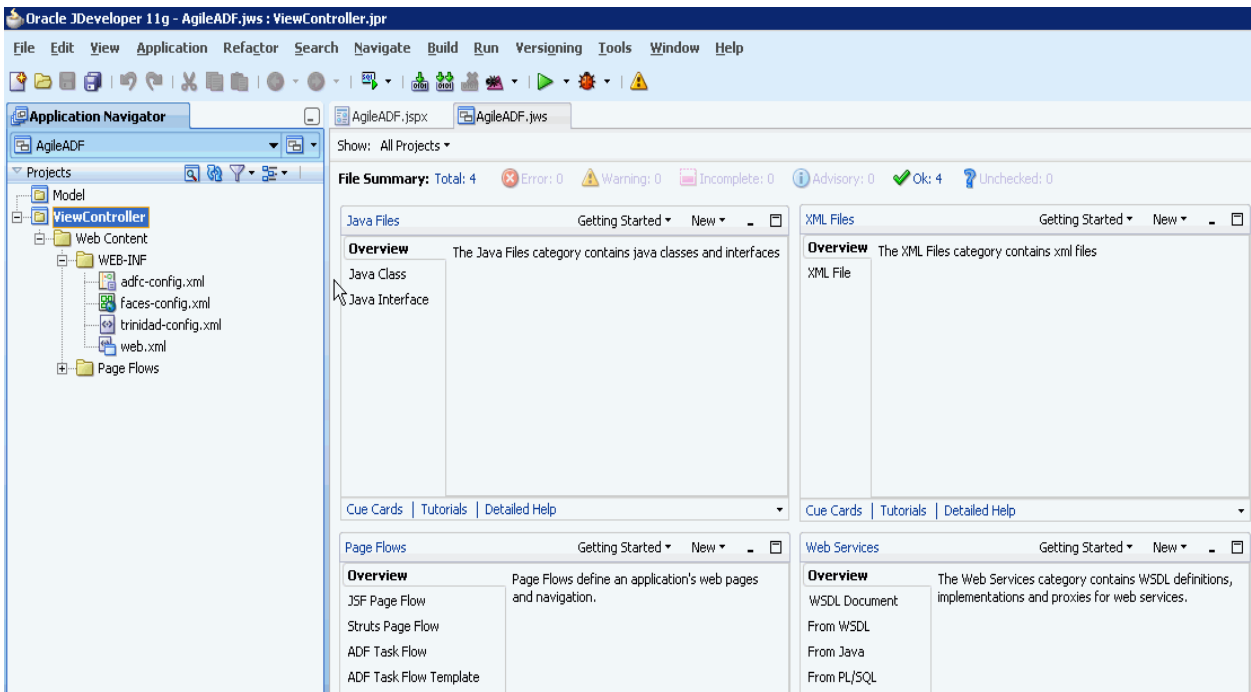 Oracle JDeveloper 11g - AgileADF.jws : ViewController.jpr
File Edit View Application Refactor Search Navigate Build Run Versioning Tools Window Help
Application Navigator
AgileADF.jspx AgileADF.jws
AgileADF
Show: All Projects
Projects
File Summary: Total: 4 Error: 0 Warning: 0 Incomplete: 0 Advisory: 0 Ok: 4 Unchecked: 0
Model
ViewController
Web Content
WEB-INF
adfc-config.xml
faces-config.xml
trinidad-config.xml
web.xml
Page Flows
Java Files Getting Started New
Overview
Java Class
Java Interface
The Java Files category contains java classes and interfaces
Cue Cards | Tutorials | Detailed Help
XML Files Getting Started New
Overview
XML File
The XML Files category contains xml files
Cue Cards | Tutorials | Detailed Help
Page Flows Getting Started New
Overview
JSF Page Flow
Struts Page Flow
ADF Task Flow
ADF Task Flow Template
Page Flows define an application's web pages
and navigation.
Web Services Getting Started New
Overview
WSDL Document
From WSDL
From Java
From PL/SQL
The Web Services category contains WSDL definitions,
implementations and proxies for web services.